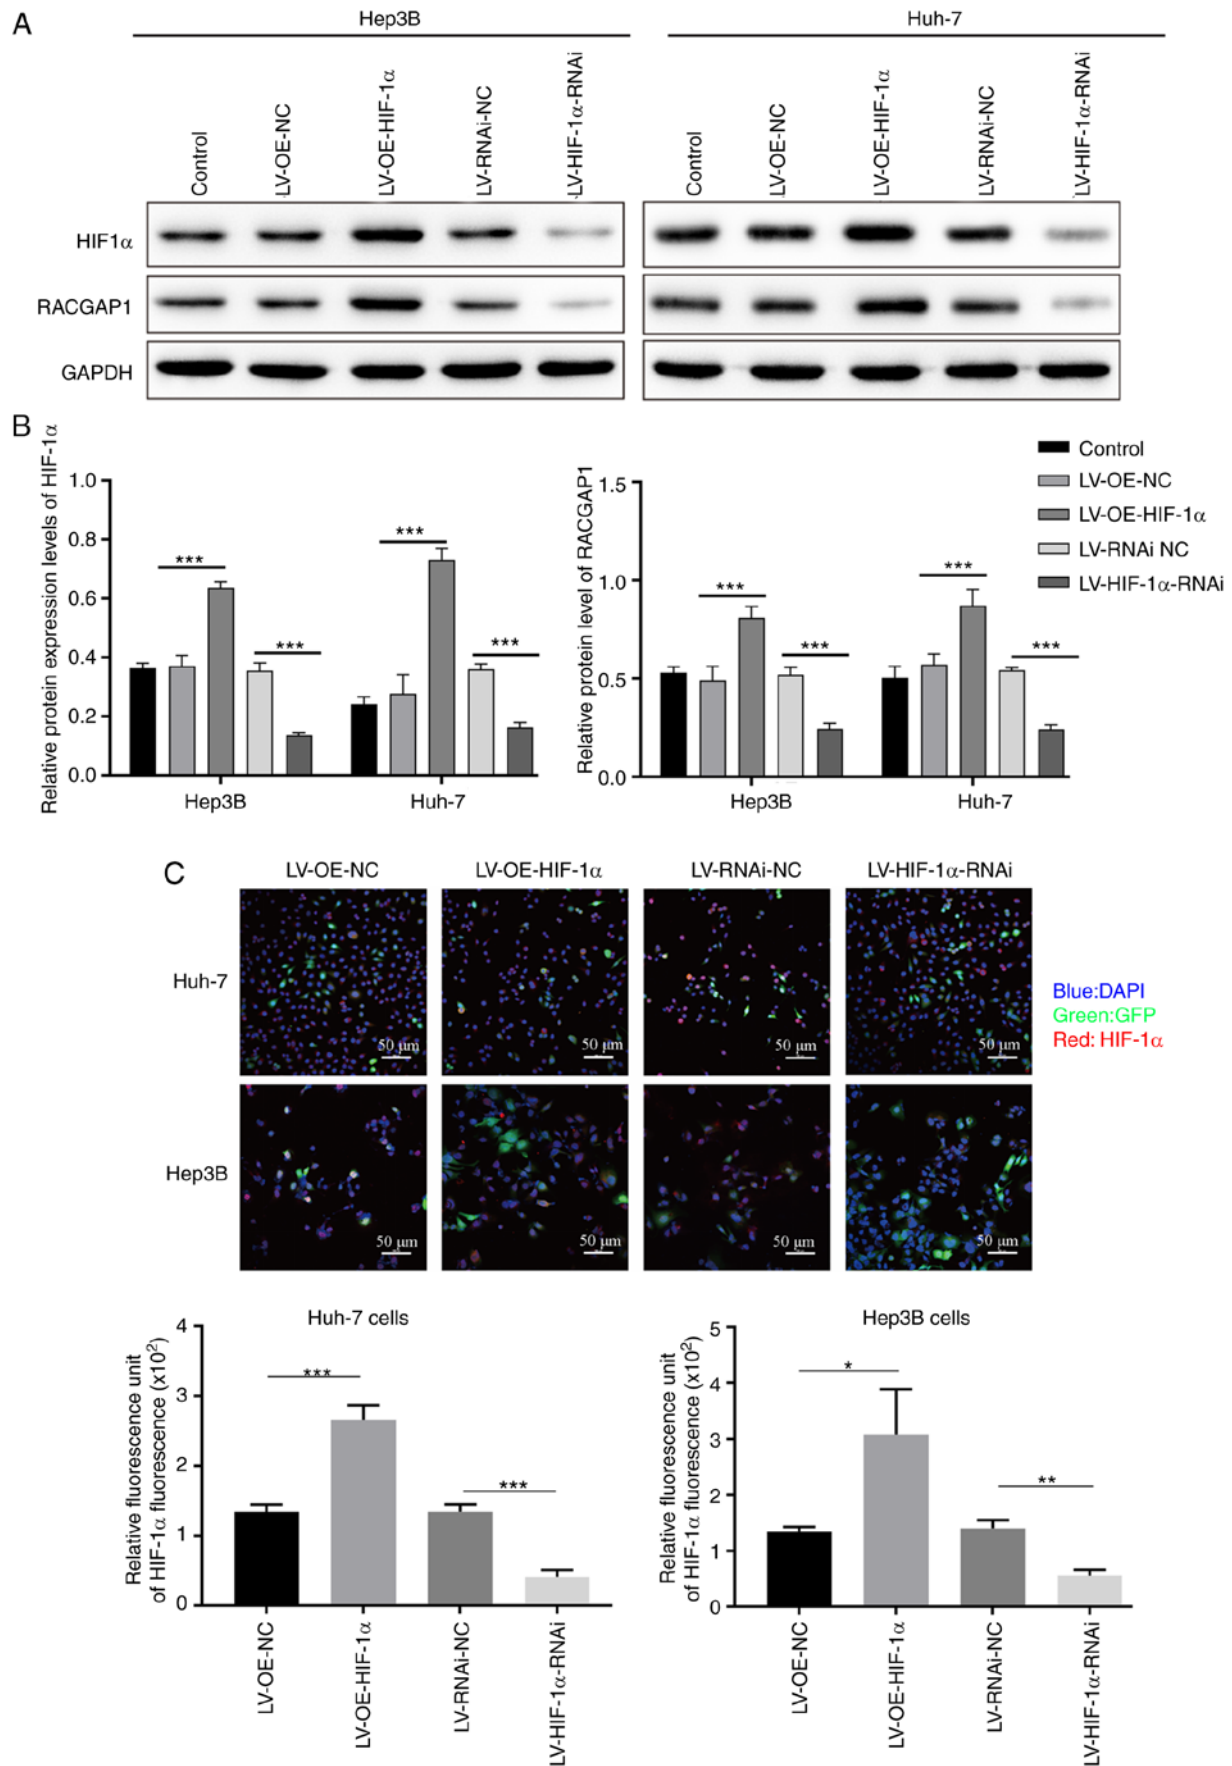 A
Hep3B
Huh-7
Control
LV-OE-NC
LV-OE-HIF-1α
LV-RNAi-NC
LV-HIF-1α-RNAi
Control
LV-OE-NC
LV-OE-HIF-1α
LV-RNAi-NC
LV-HIF-1α-RNAi
HIF1α
RACGAP1
GAPDH
B
Relative protein expression levels of HIF-1α
1.0
0.8
0.6
0.4
0.2
0.0
***
***
***
***
Hep3B
Huh-7
Relative protein level of RACGAP1
1.5
1.0
0.5
0.0
***
***
***
***
Hep3B
Huh-7
Control
LV-OE-NC
LV-OE-HIF-1α
LV-RNAi NC
LV-HIF-1α-RNAi
C
LV-OE-NC
LV-OE-HIF-1α
LV-RNAi-NC
LV-HIF-1α-RNAi
Huh-7
50 µm
50 µm
50 µm
50 µm
Blue:DAPI
Green:GFP
Red: HIF-1α
Hep3B
50 µm
50 µm
50 µm
50 µm
Huh-7 cells
Relative fluorescence unit
of HIF-1α fluorescence (x10²)
4
3
2
1
0
***
***
LV-OE-NC
LV-OE-HIF-1α
LV-RNAi-NC
LV-HIF-1α-RNAi
Hep3B cells
Relative fluorescence unit
of HIF-1α fluorescence (x10²)
5
4
3
2
1
0
*
**
LV-OE-NC
LV-OE-HIF-1α
LV-RNAi-NC
LV-HIF-1α-RNAi